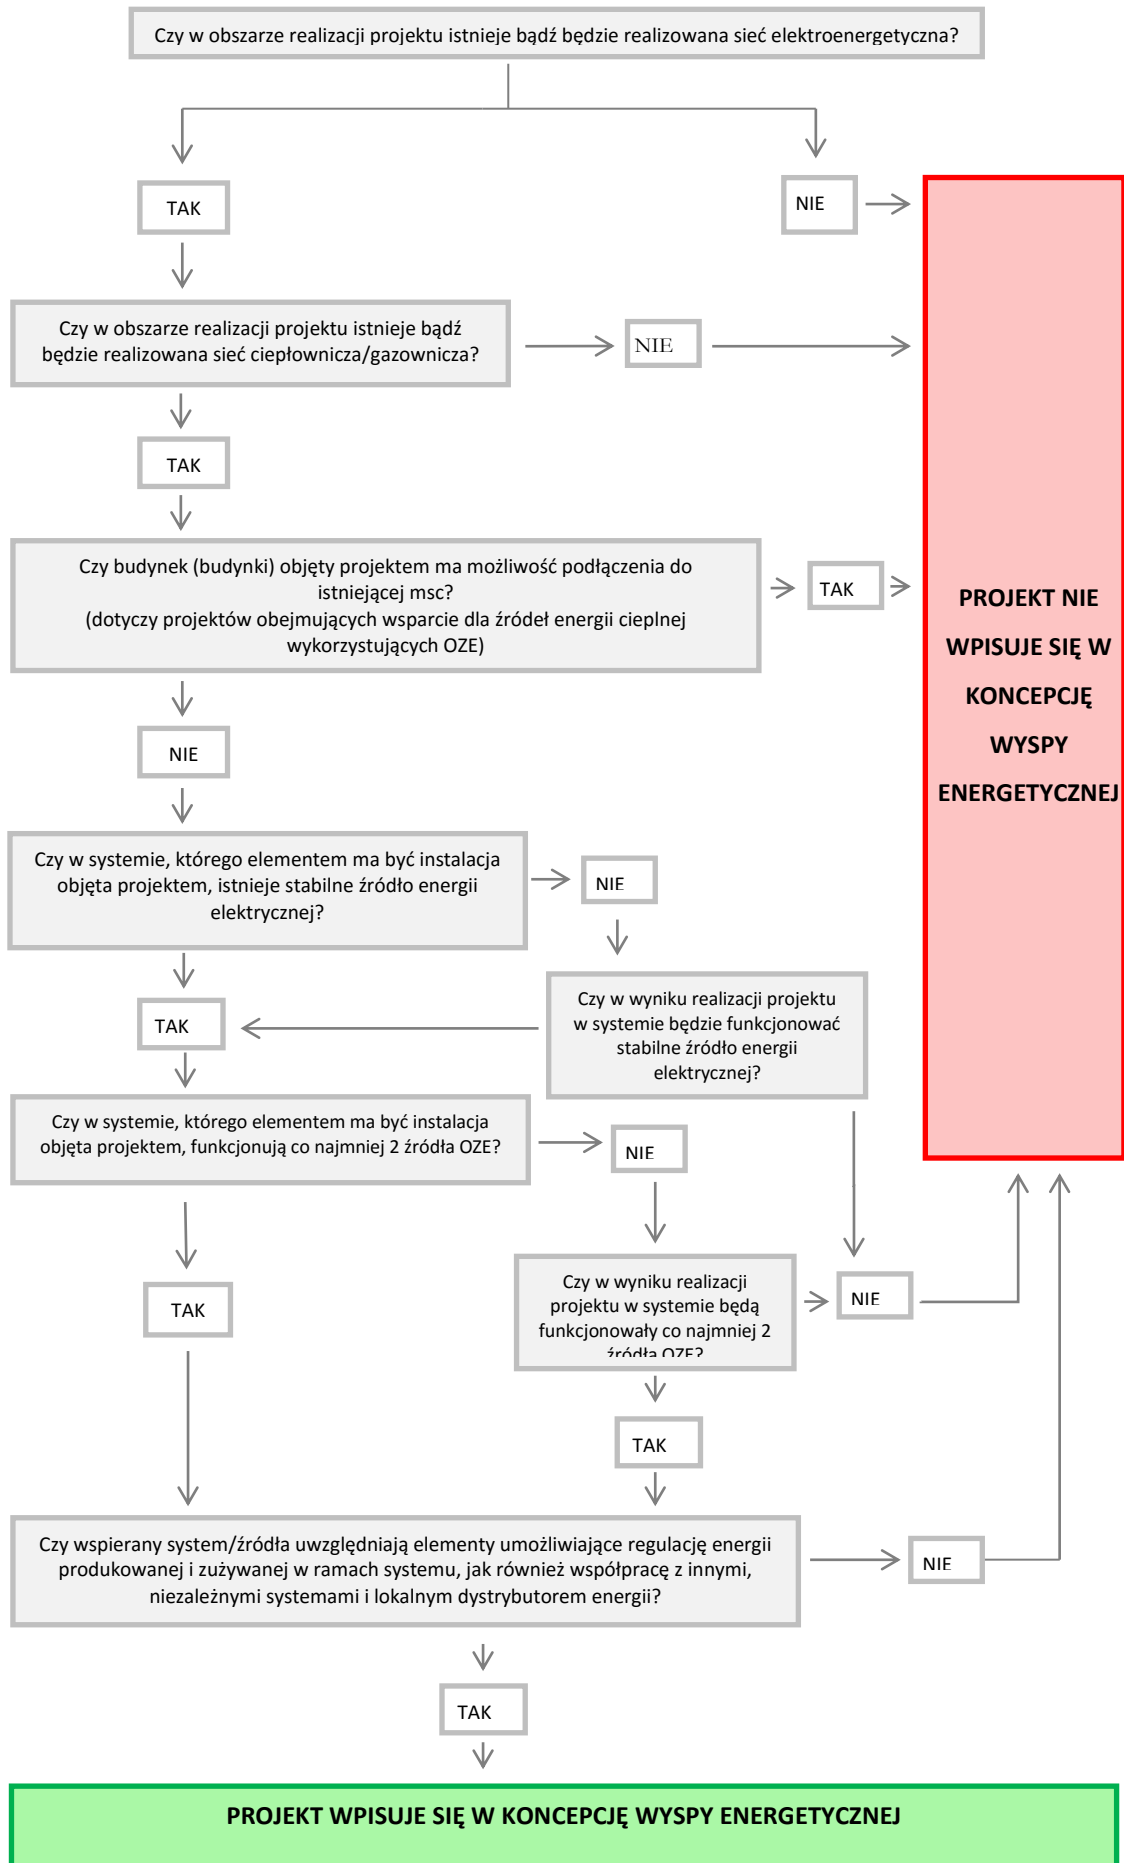 Czy w obszarze realizacji projektu istnieje bądź będzie realizowana sieć elektroenergetyczna?
TAK
NIE
Czy w obszarze realizacji projektu istnieje bądź
będzie realizowana sieć ciepłownicza/gazownicza?
NIE
TAK
Czy budynek (budynki) objęty projektem ma możliwość podłączenia do
istniejącej msc?
(dotyczy projektów obejmujących wsparcie dla źródeł energii cieplnej
wykorzystujących OZE)
TAK
PROJEKT NIE
WPISUJE SIĘ W
KONCEPCJĘ
WYSPY
ENERGETYCZNEJ
NIE
Czy w systemie, którego elementem ma być instalacja
objęta projektem, istnieje stabilne źródło energii
elektrycznej?
NIE
Czy w wyniku realizacji projektu
w systemie będzie funkcjonować
stabilne źródło energii
elektrycznej?
TAK
Czy w systemie, którego elementem ma być instalacja
objęta projektem, funkcjonują co najmniej 2 źródła OZE?
NIE
Czy w wyniku realizacji
projektu w systemie będą
funkcjonowały co najmniej 2
źródła OZE?
NIE
TAK
TAK
Czy wspierany system/źródła uwzględniają elementy umożliwiające regulację energii
produkowanej i zużywanej w ramach systemu, jak również współpracę z innymi,
niezależnymi systemami i lokalnym dystrybutorem energii?
NIE
TAK
PROJEKT WPISUJE SIĘ W KONCEPCJĘ WYSPY ENERGETYCZNEJ